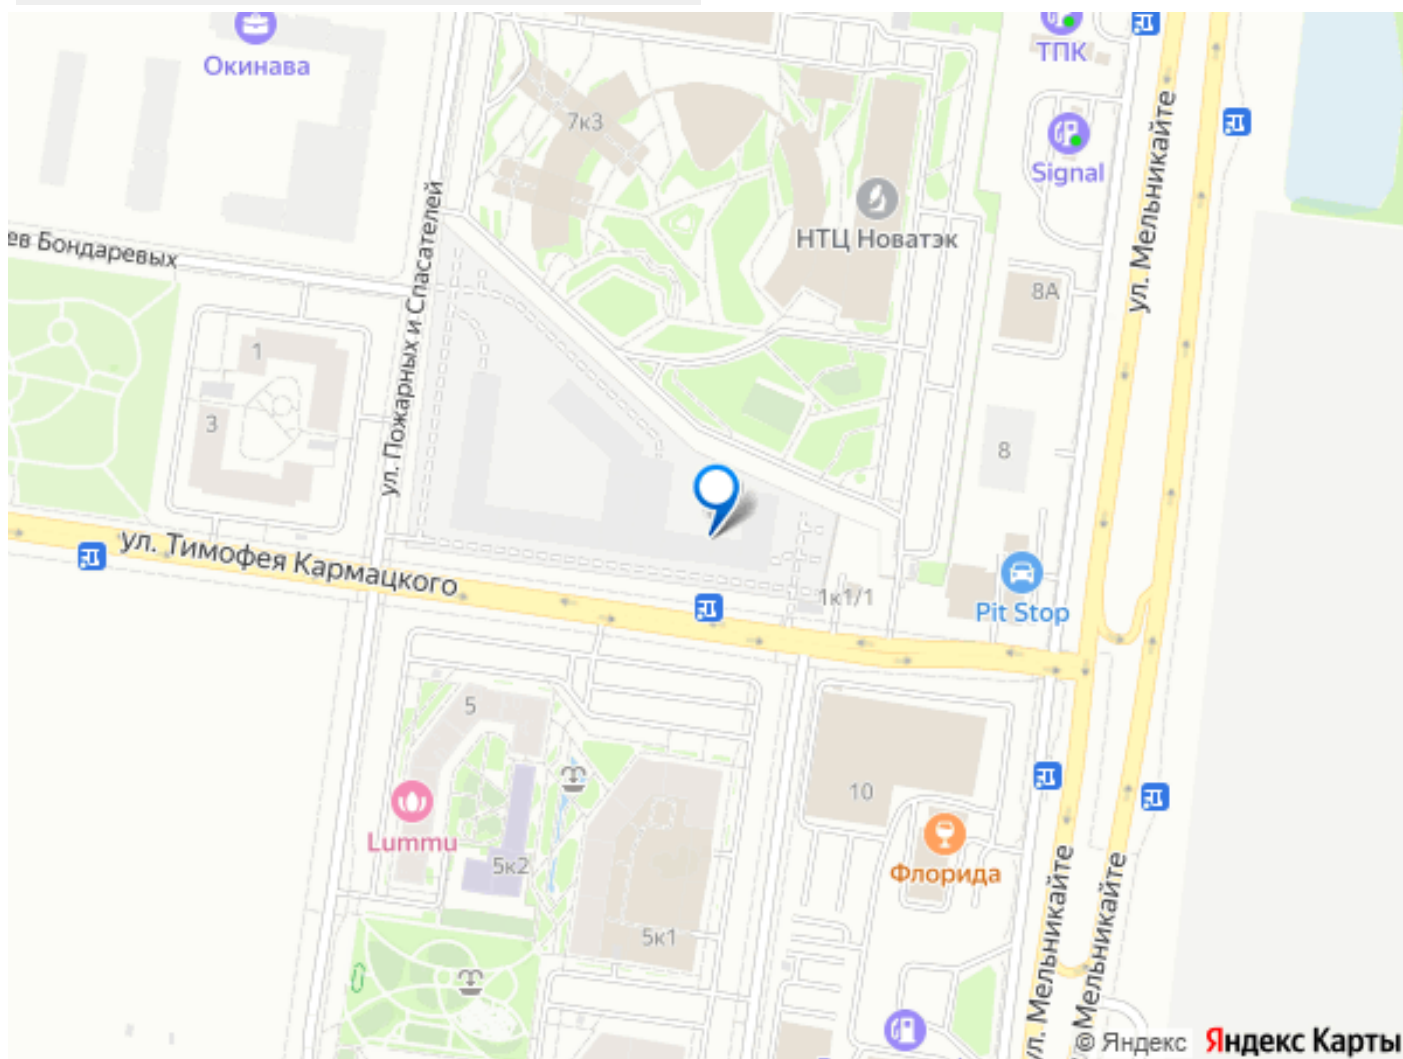 Окинава
ТПК
7к3
Signal
ул. Мельникайте
НТЦ Новатэк
ев Бондаревых
ул. Пожарных и Спасателей
8А
1
3
8
ул. Тимофея Кармацкого
1к1/1
Pit Stop
5
10
Lummu
5к2
Флорида
5к1
ул. Мельникайте
Мельникайте
© Яндекс
Яндекс Карты